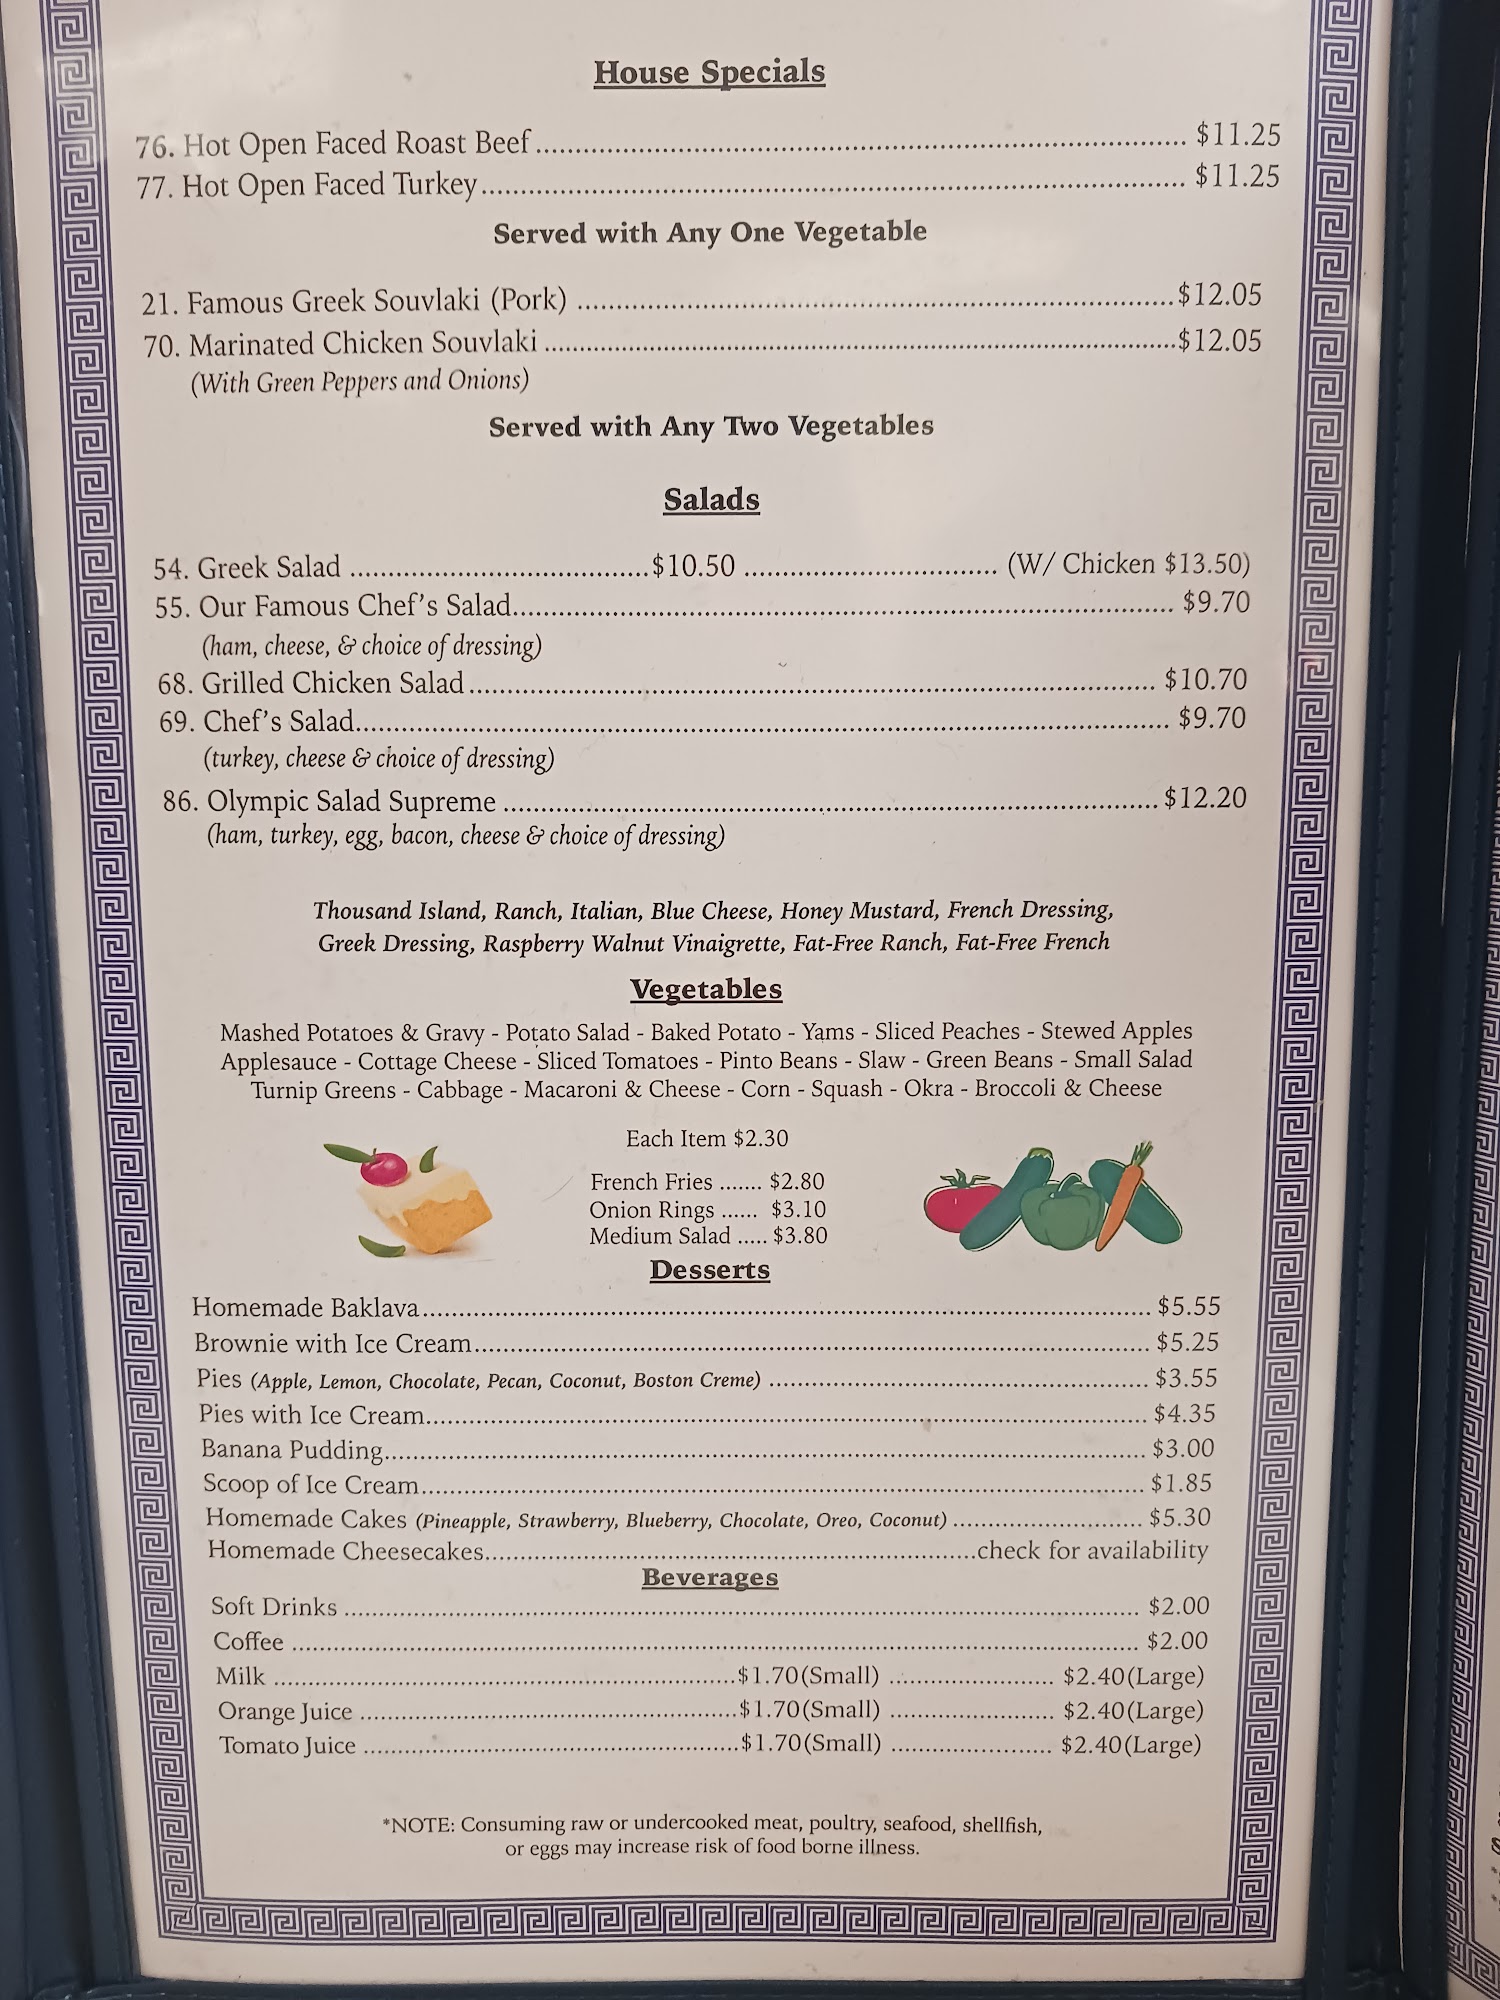 House Specials
76. Hot Open Faced Roast Beef ........ $11.25
77. Hot Open Faced Turkey ........ $11.25
Served with Any One Vegetable
21. Famous Greek Souvlaki (Pork) ........ $12.05
70. Marinated Chicken Souvlaki ........ $12.05
(With Green Peppers and Onions)
Served with Any Two Vegetables
Salads
54. Greek Salad ........ $10.50 ........ (W/ Chicken $13.50)
55. Our Famous Chef's Salad ........ $9.70
(ham, cheese, & choice of dressing)
68. Grilled Chicken Salad ........ $10.70
69. Chef's Salad ........ $9.70
(turkey, cheese & choice of dressing)
86. Olympic Salad Supreme ........ $12.20
(ham, turkey, egg, bacon, cheese & choice of dressing)
Thousand Island, Ranch, Italian, Blue Cheese, Honey Mustard, French Dressing,
Greek Dressing, Raspberry Walnut Vinaigrette, Fat-Free Ranch, Fat-Free French
Vegetables
Mashed Potatoes & Gravy - Potato Salad - Baked Potato - Yams - Sliced Peaches - Stewed Apples
Applesauce - Cottage Cheese - Sliced Tomatoes - Pinto Beans - Slaw - Green Beans - Small Salad
Turnip Greens - Cabbage - Macaroni & Cheese - Corn - Squash - Okra - Broccoli & Cheese
Each Item $2.30
French Fries ....... $2.80
Onion Rings ...... $3.10
Medium Salad ..... $3.80
Desserts
Homemade Baklava ........ $5.55
Brownie with Ice Cream ........ $5.25
Pies (Apple, Lemon, Chocolate, Pecan, Coconut, Boston Creme) ........ $3.55
Pies with Ice Cream ........ $4.35
Banana Pudding ........ $3.00
Scoop of Ice Cream ........ $1.85
Homemade Cakes (Pineapple, Strawberry, Blueberry, Chocolate, Oreo, Coconut) ........ $5.30
Homemade Cheesecakes ........ check for availability
Beverages
Soft Drinks ........ $2.00
Coffee ........ $2.00
Milk ........ $1.70(Small) ........ $2.40(Large)
Orange Juice ........ $1.70(Small) ........ $2.40(Large)
Tomato Juice ........ $1.70(Small) ........ $2.40(Large)
*NOTE: Consuming raw or undercooked meat, poultry, seafood, shellfish,
or eggs may increase risk of food borne illness.